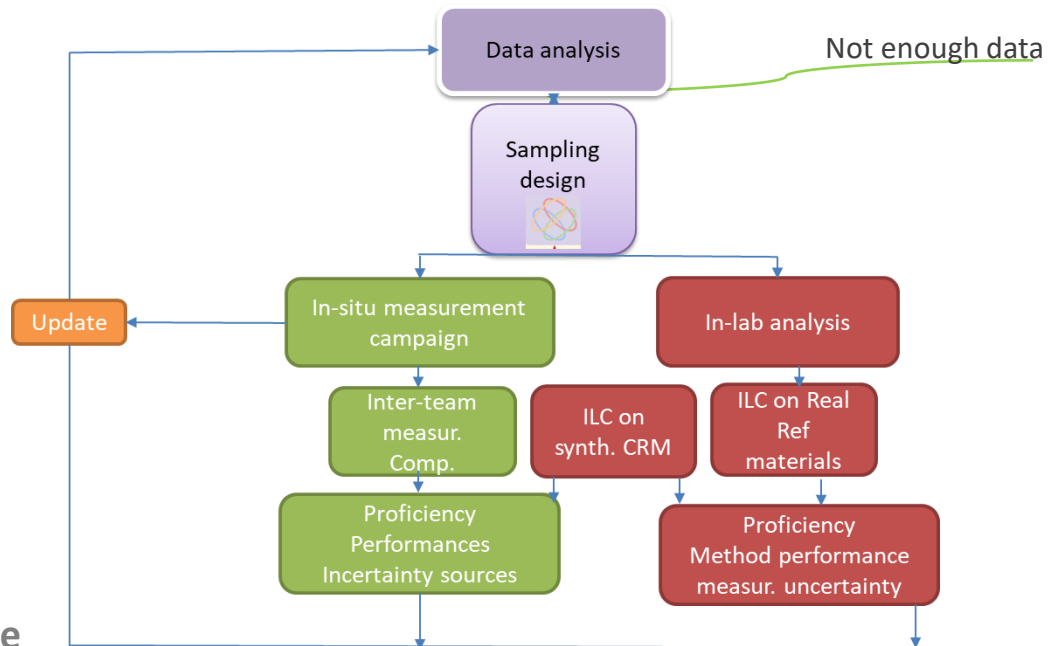 Data analysis
Not enough data
Sampling
design
In-situ measurement
campaign
In-lab analysis
Update
Inter-team
measur.
Comp.
ILC on
synth. CRM
ILC on Real
Ref
materials
Proficiency
Performances
Incertainty sources
Proficiency
Method performance
measur. uncertainty
e